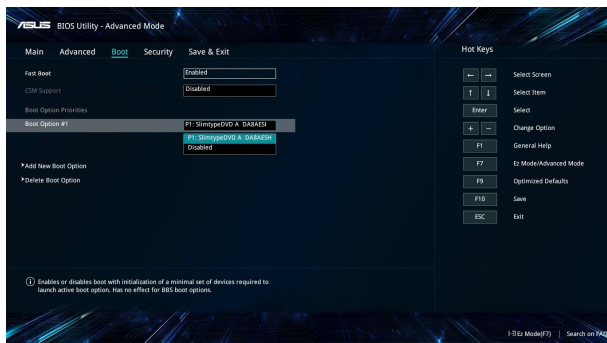 ASUS BIOS Utility - Advanced Mode
Main Advanced Boot Security Save & Exit
Hot Keys
Fast Boot Enabled
CSM Support Disabled
Boot Option Priorities
Boot Option #1 P1: SlimtypeDVD A DA8AESH
P1: SlimtypeDVD A DA8AESH
Disabled
>Add New Boot Option
>Delete Boot Option
← → Select Screen
↑ ↓ Select Item
Enter Select
+ − Change Option
F1 General Help
F7 Ez Mode/Advanced Mode
F9 Optimized Defaults
F10 Save
ESC Exit
Enables or disables boot with initialization of a minimal set of devices required to
launch active boot option. Has no effect for BBS boot options.
Ez Mode(F7) | Search on FAQ